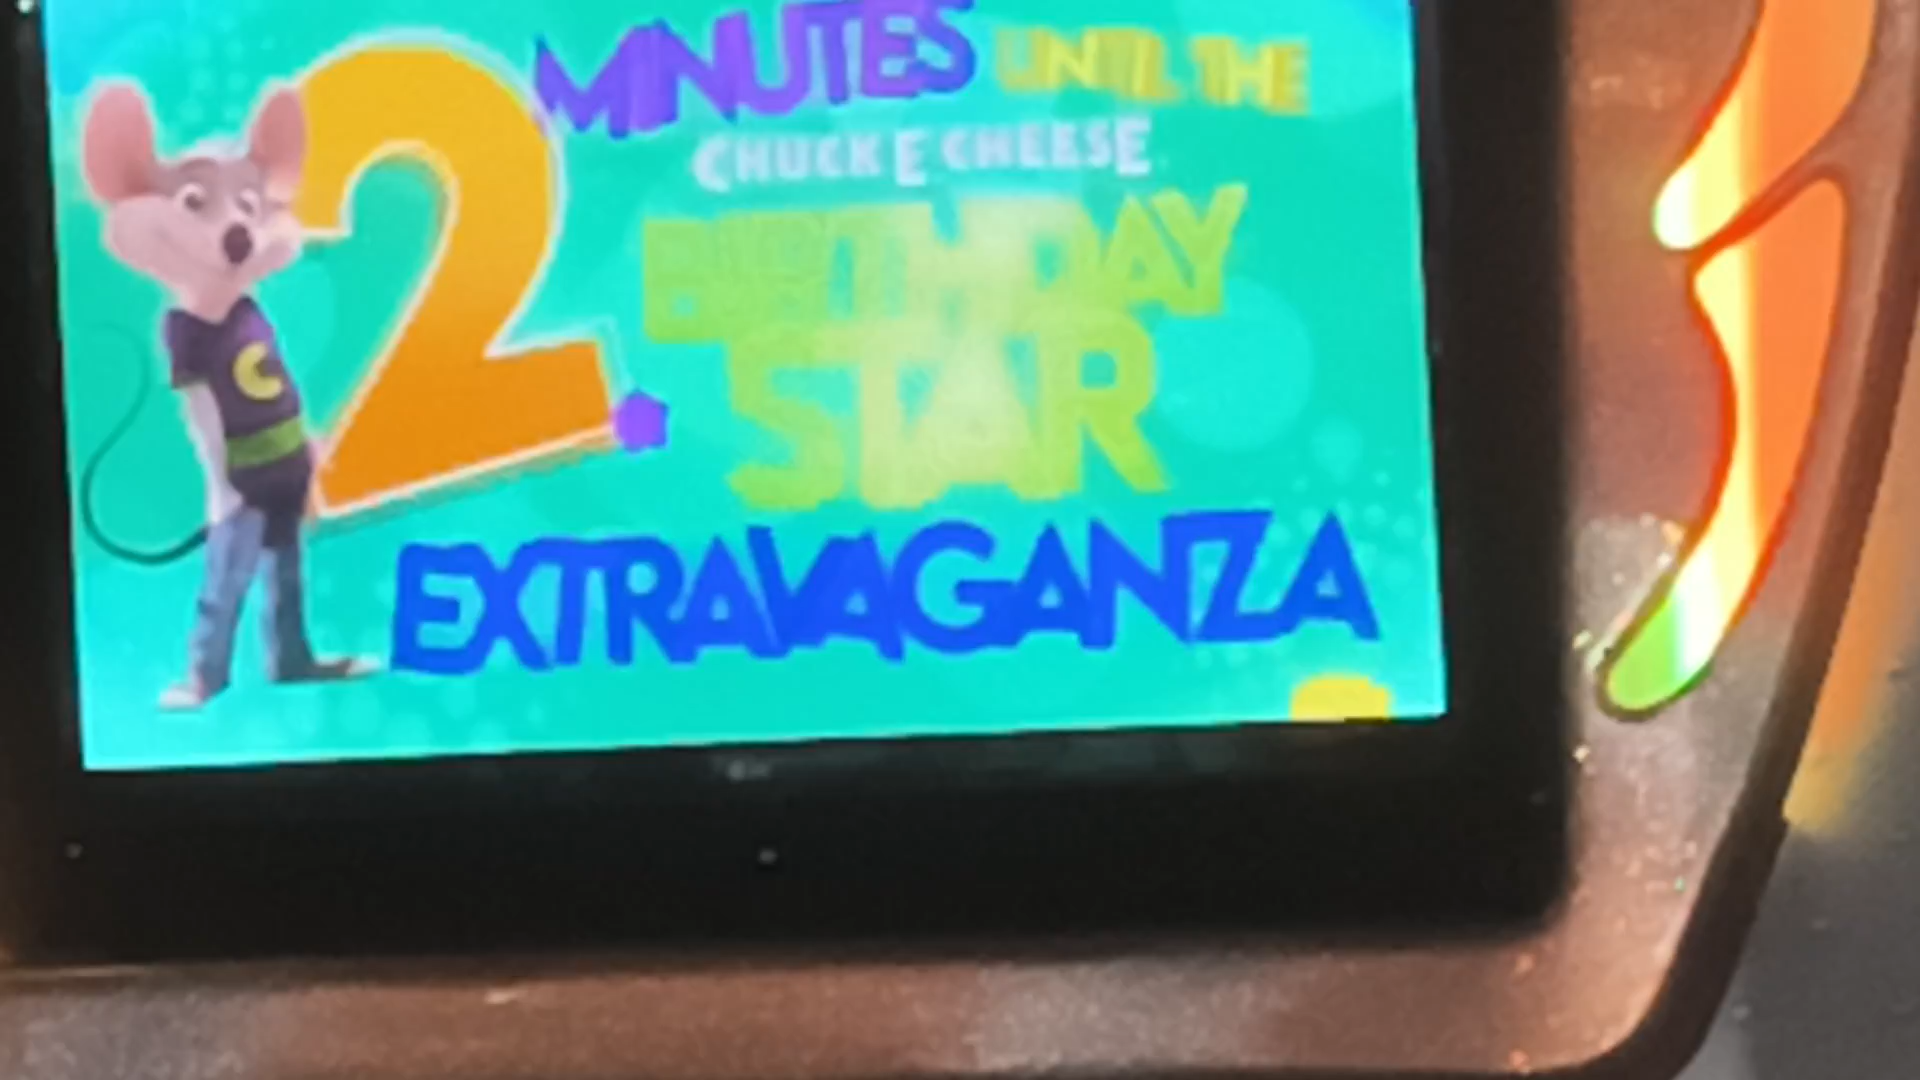 2 MINUTES UNTIL THE
CHUCK E CHEESE
BIRTHDAY
STAR
EXTRAVAGANZA